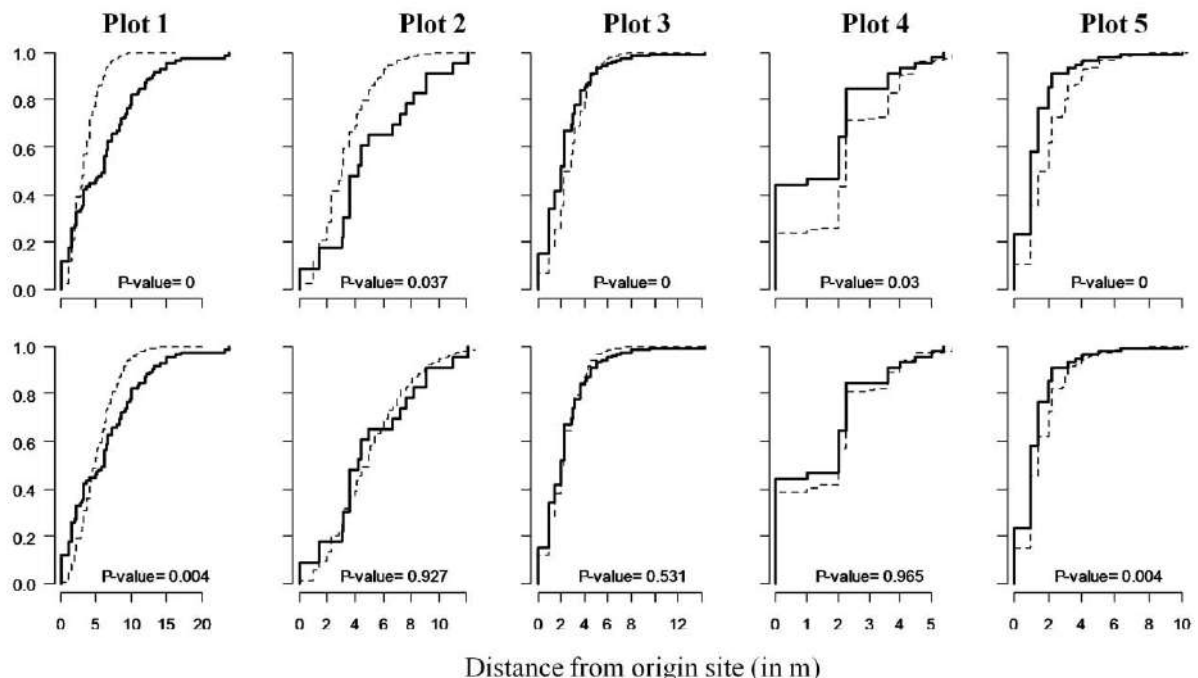 Plot 1 Plot 2 Plot 3 Plot 4 Plot 5
1.0
0.8
0.6
0.4
0.2
0.0
P-value= 0 P-value= 0.037 P-value= 0 P-value= 0.03 P-value= 0
1.0
0.8
0.6
0.4
0.2
0.0
P-value= 0.004 P-value= 0.927 P-value= 0.531 P-value= 0.965 P-value= 0.004
0 5 10 20 0 2 4 6 10 0 2 4 6 8 12 0 1 2 3 4 5 0 2 4 6 8 10
Distance from origin site (in m)